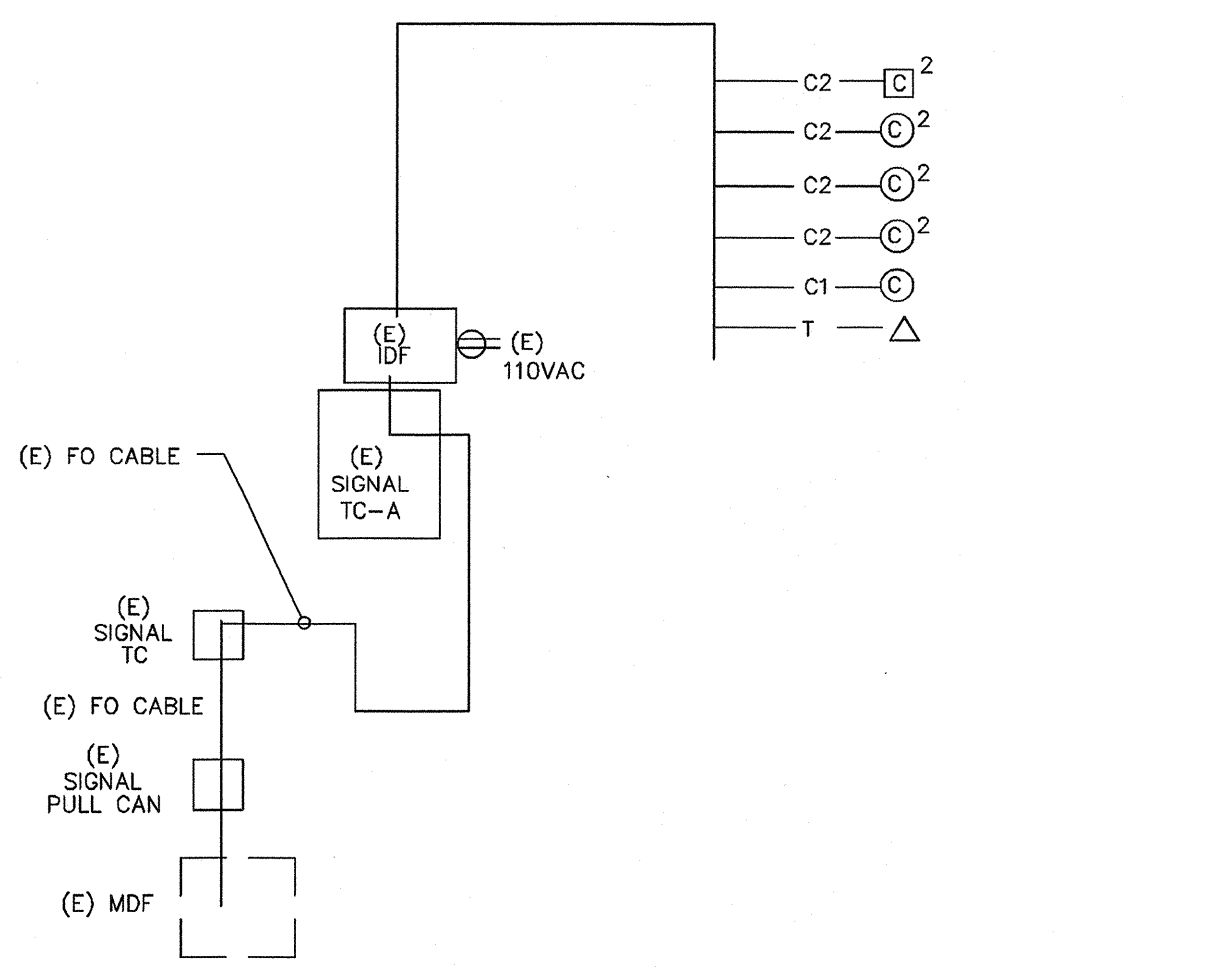 C2 C 2
C2 C 2
C2 C 2
C2 C 2
C1 C
T
(E)
IDF
(E)
110VAC
(E) FO CABLE
(E)
SIGNAL
TC-A
(E)
SIGNAL
TC
(E) FO CABLE
(E)
SIGNAL
PULL CAN
(E) MDF